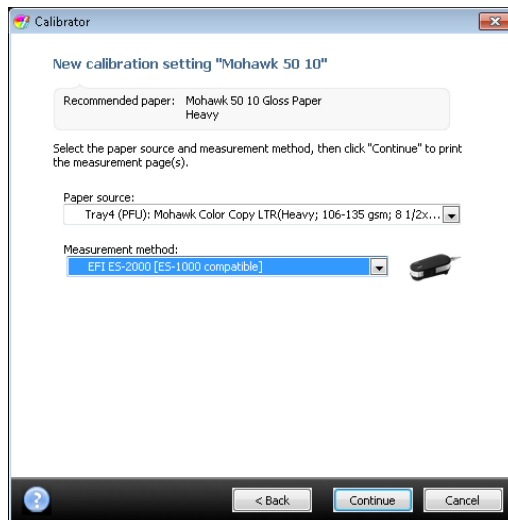 Calibrator
New calibration setting "Mohawk 50 10"
Recommended paper: Mohawk 50 10 Gloss Paper
Heavy
Select the paper source and measurement method, then click "Continue" to print
the measurement page(s).
Paper source:
Tray4 (PFU): Mohawk Color Copy LTR(Heavy; 106-135 gsm; 8 1/2x...
Measurement method:
EFI ES-2000 [ES-1000 compatible]
? < Back Continue Cancel